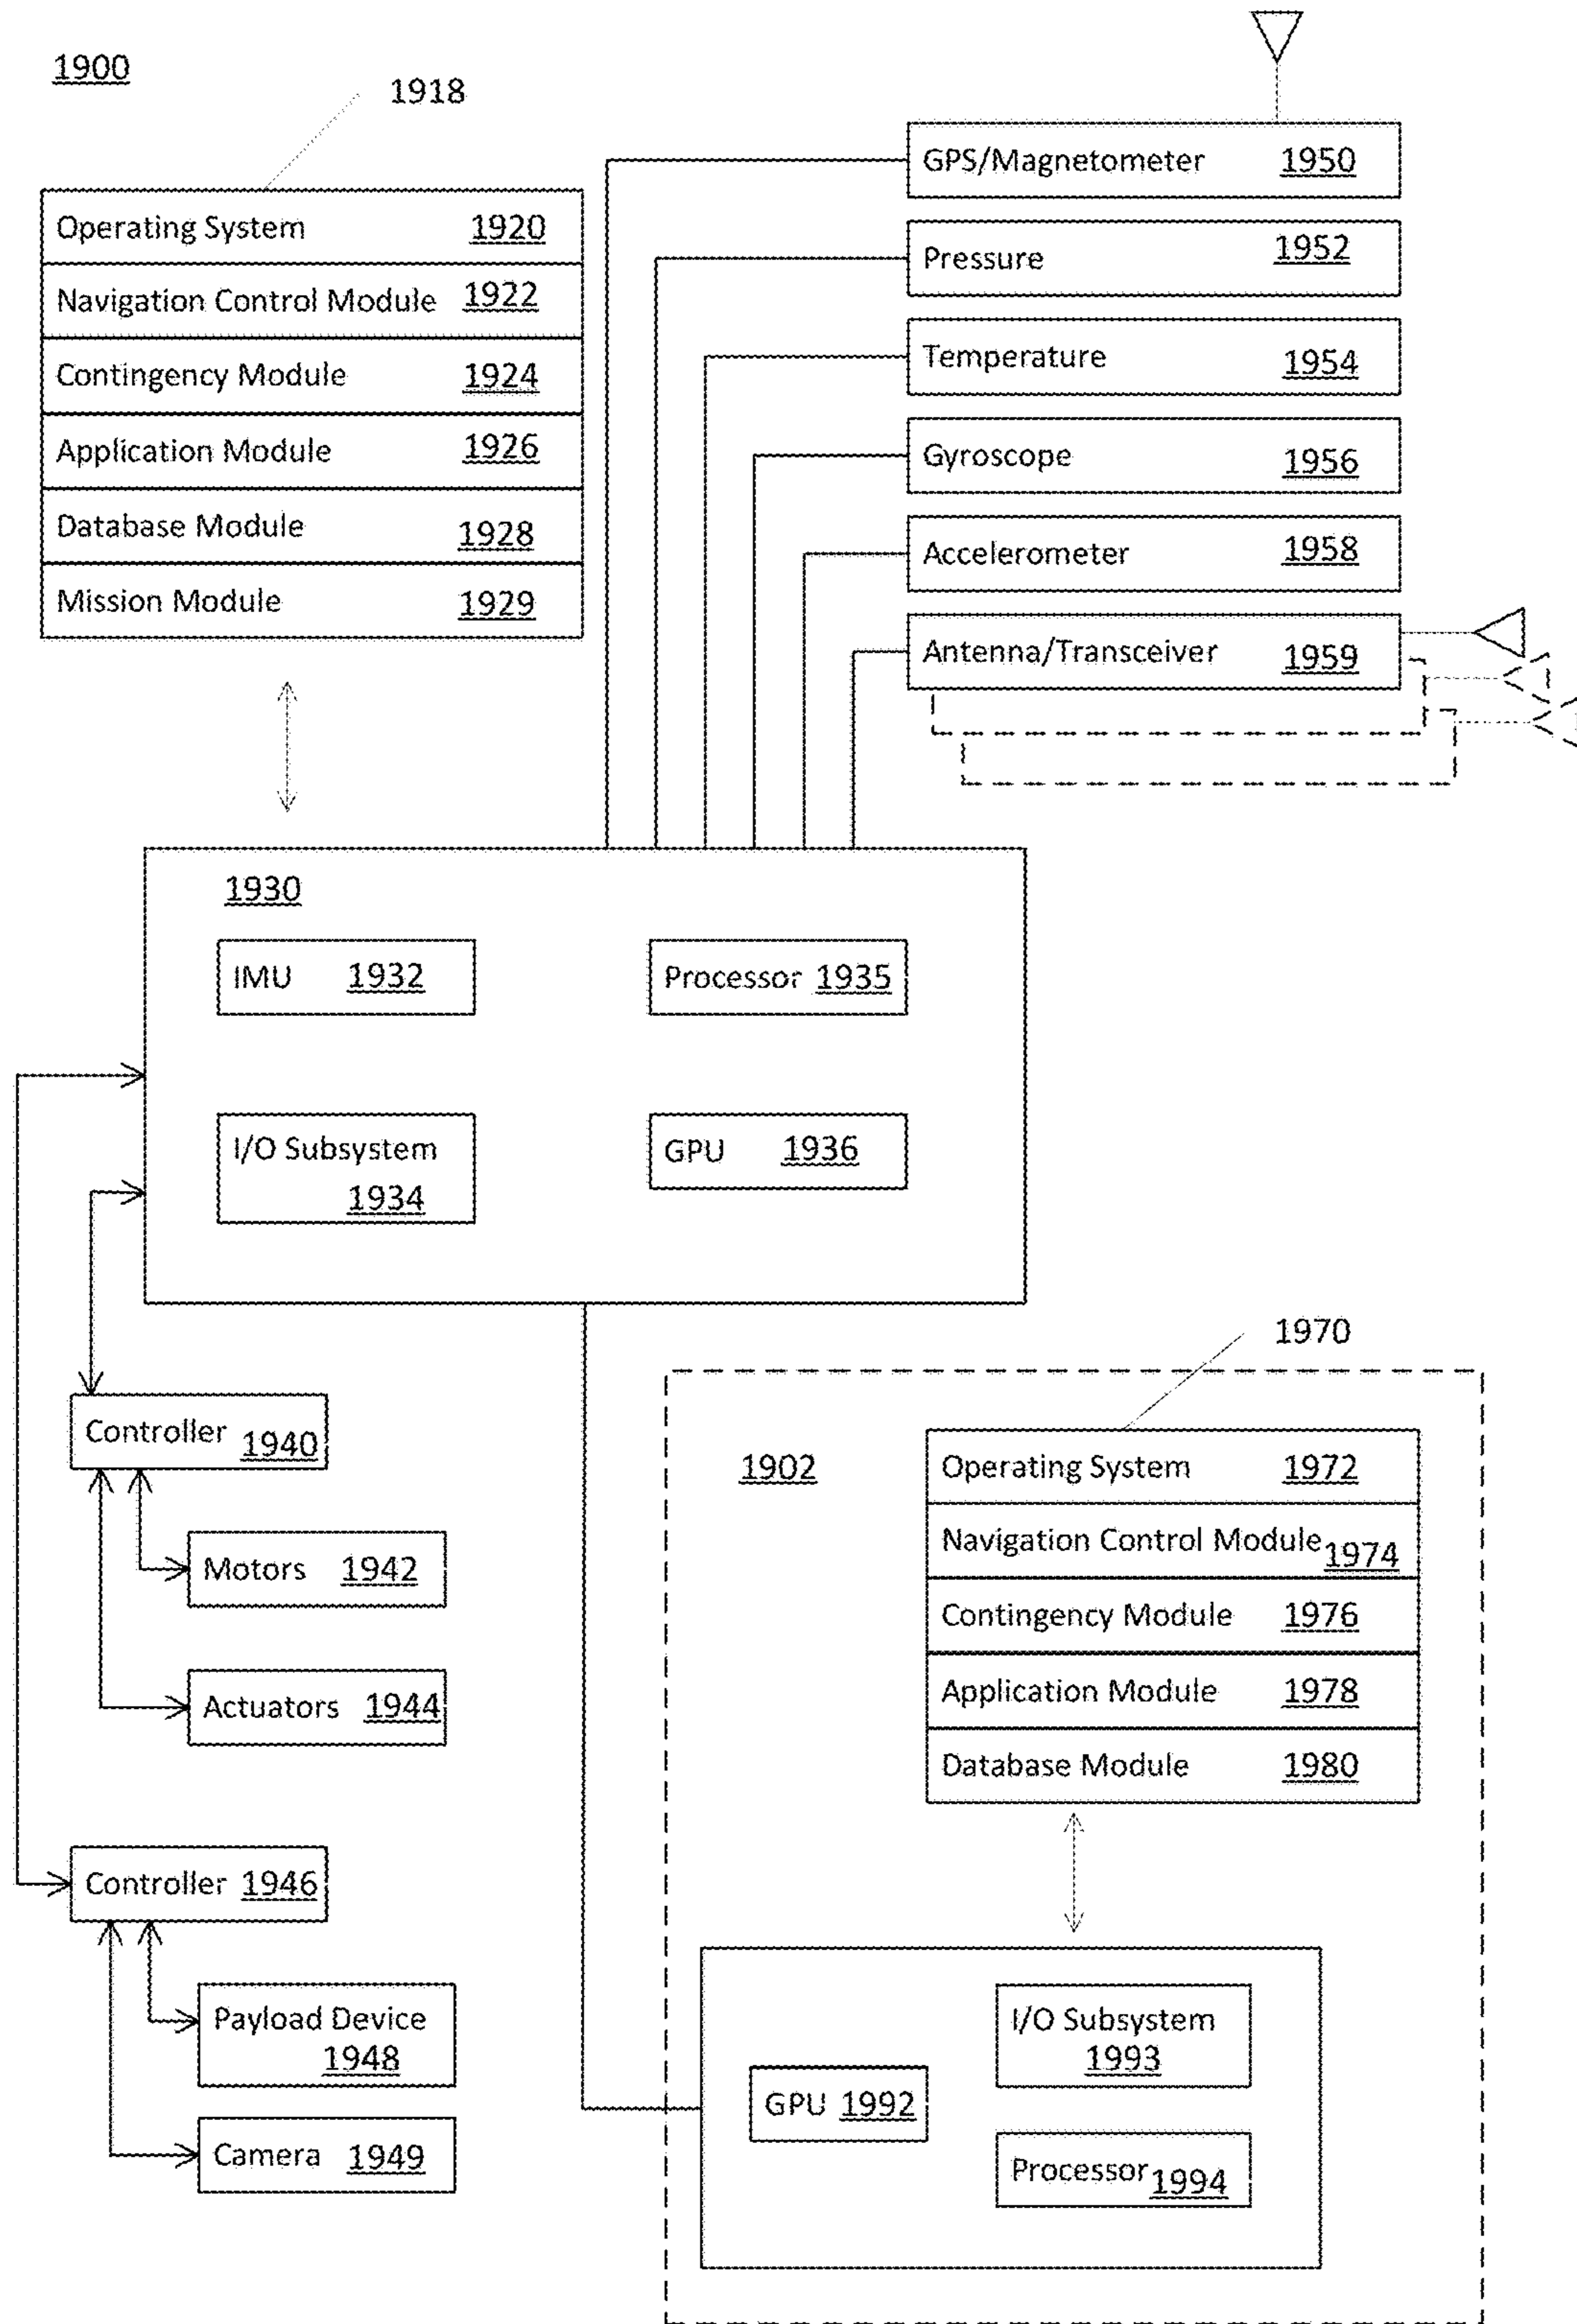 1900
1918
Operating System 1920
Navigation Control Module 1922
Contingency Module 1924
Application Module 1926
Database Module 1928
Mission Module 1929
GPS/Magnetometer 1950
Pressure 1952
Temperature 1954
Gyroscope 1956
Accelerometer 1958
Antenna/Transceiver 1959
1930
IMU 1932
Processor 1935
I/O Subsystem
1934
GPU 1936
Controller 1940
Motors 1942
Actuators 1944
Controller 1946
Payload Device
1948
Camera 1949
1970
1902
Operating System 1972
Navigation Control Module 1974
Contingency Module 1976
Application Module 1978
Database Module 1980
I/O Subsystem
1993
GPU 1992
Processor 1994